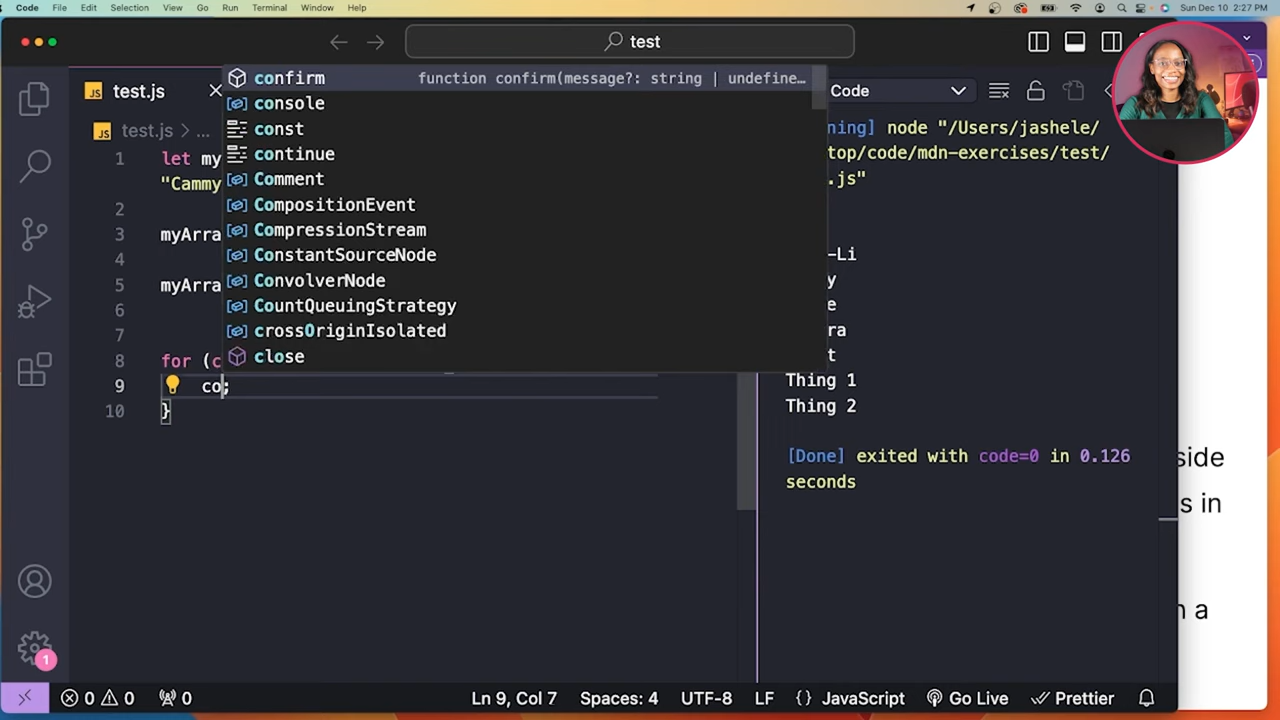 Code File Edit Selection View Go Run Terminal Window Help
Sun Dec 10 2:27 PM
test
JS test.js
Code
JS test.js > ...
confirm function confirm(message?: string | undefine…
console
const
continue
Comment
CompositionEvent
CompressionStream
ConstantSourceNode
ConvolverNode
CountQueuingStrategy
crossOriginIsolated
close
1 let my
"Cammy
2
3 myArra
4
5 myArra
6
7
8 for (c
9 co;
10 }
ning] node "/Users/jashele/
top/code/mdn-exercises/test/
.js"
-Li
y
e
ra
t
Thing 1
Thing 2
[Done] exited with code=0 in 0.126
seconds
side
s in
a
1
0 0 0 Ln 9, Col 7 Spaces: 4 UTF-8 LF {} JavaScript Go Live Prettier